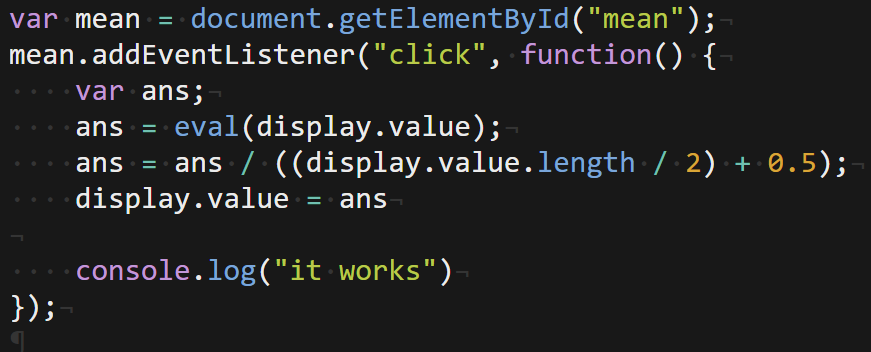 var mean = document.getElementById("mean");
mean.addEventListener("click", function() {
    var ans;
    ans = eval(display.value);
    ans = ans / ((display.value.length / 2) + 0.5);
    display.value = ans

    console.log("it works")
});